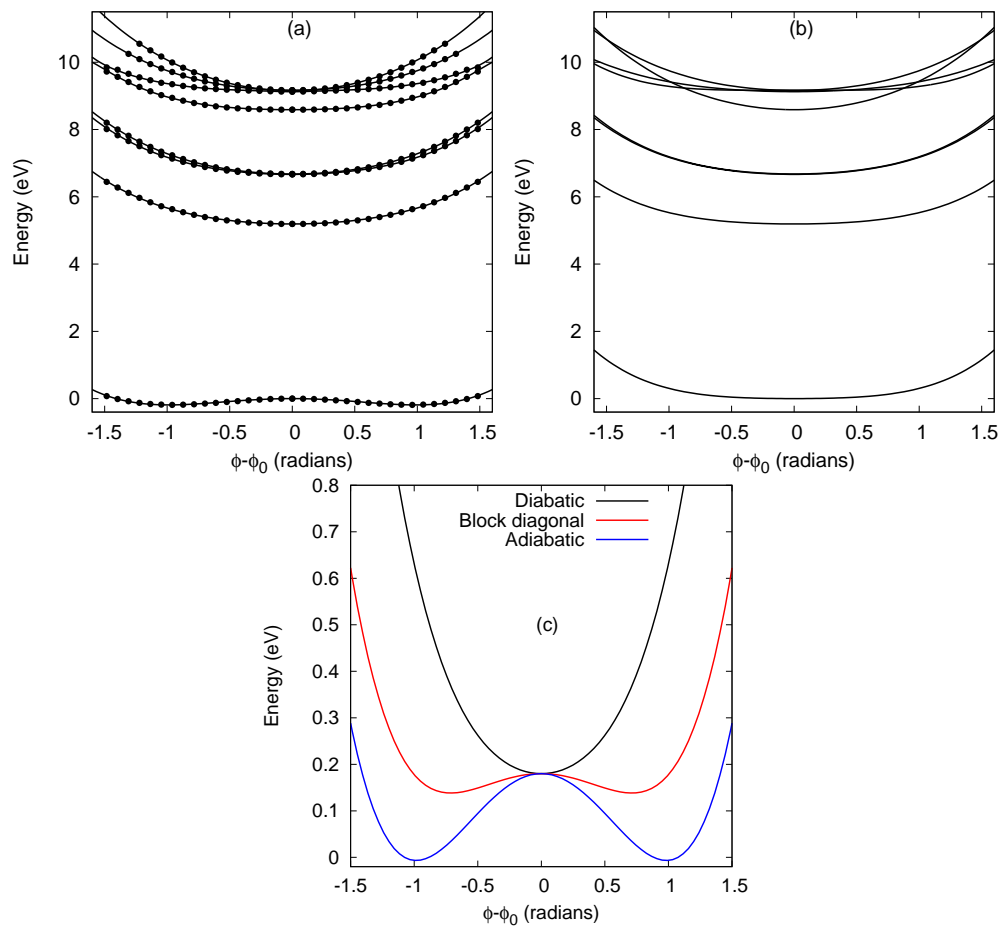 (a)
Energy (eV)
10
8
6
4
2
0
-1.5 -1 -0.5 0 0.5 1 1.5
ϕ-ϕ0 (radians)
(b)
Energy (eV)
10
8
6
4
2
0
-1.5 -1 -0.5 0 0.5 1 1.5
ϕ-ϕ0 (radians)
Diabatic
Block diagonal
Adiabatic
(c)
Energy (eV)
0.8
0.7
0.6
0.5
0.4
0.3
0.2
0.1
0
-1.5 -1 -0.5 0 0.5 1 1.5
ϕ-ϕ0 (radians)